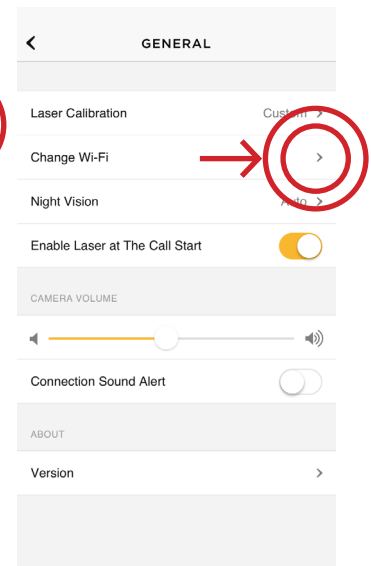 GENERAL
Laser Calibration Custom
Change Wi-Fi
Night Vision Auto
Enable Laser at The Call Start
CAMERA VOLUME
Connection Sound Alert
ABOUT
Version